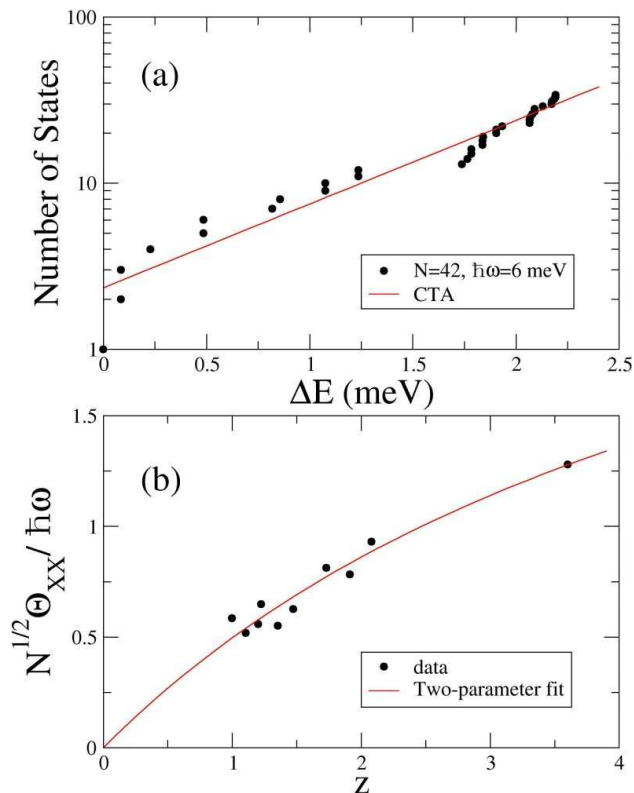 100
(a)
Number of States
10
N=42, ħω=6 meV
CTA
1
0 0.5 1 1.5 2 2.5
ΔE (meV)
1.5
(b)
1
N^{1/2}Θ_{XX}/ħω
0.5
data
Two-parameter fit
0
0 1 2 3 4
z